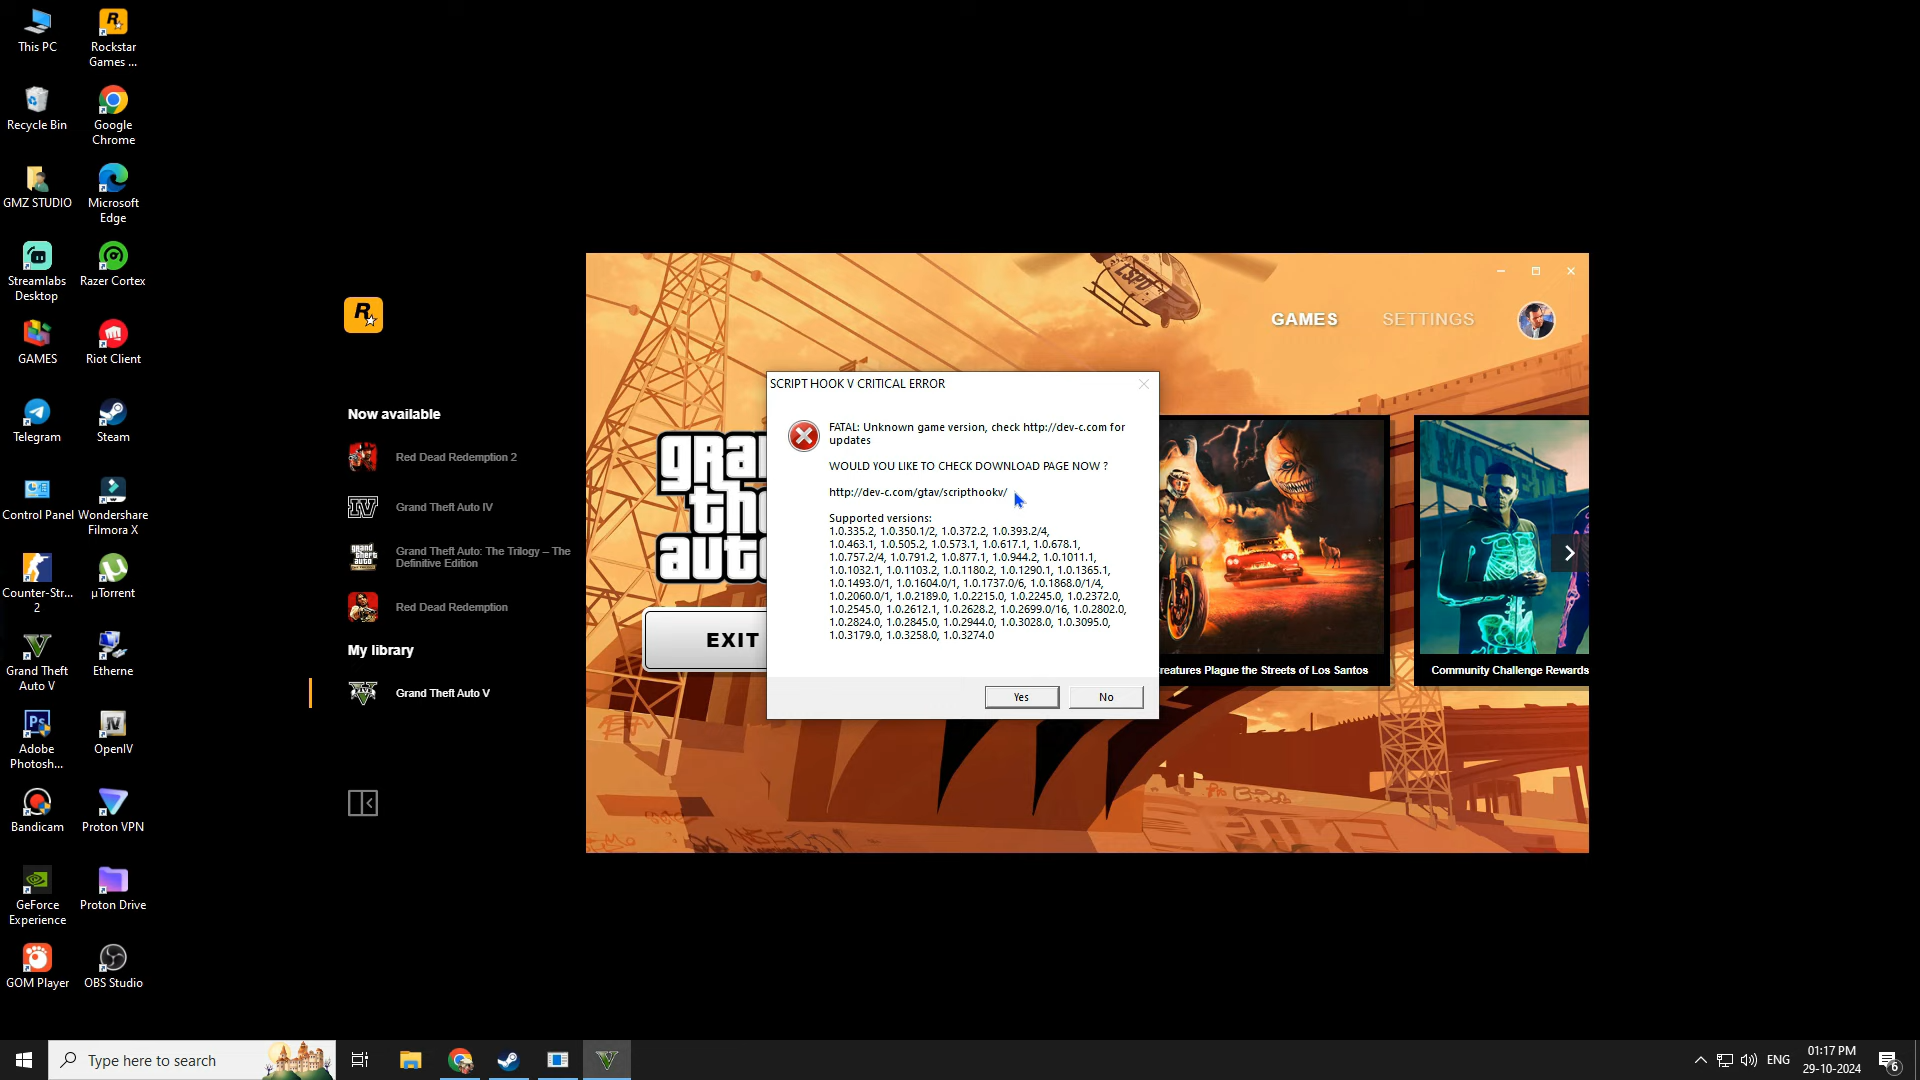 This PC
Rockstar
Games ...
Recycle Bin
Google
Chrome
GMZ STUDIO
Microsoft
Edge
Streamlabs
Desktop
Razer Cortex
GAMES
Riot Client
Telegram
Steam
Control Panel
Wondershare
Filmora X
Counter-Str...
2
µTorrent
Grand Theft
Auto V
Etherne
Adobe
Photosh...
OpenIV
Bandicam
Proton VPN
GeForce
Experience
Proton Drive
GOM Player
OBS Studio
Now available
Red Dead Redemption 2
Grand Theft Auto IV
Grand Theft Auto: The Trilogy – The
Definitive Edition
Red Dead Redemption
My library
Grand Theft Auto V
LSPD
GAMES
SETTINGS
EXIT
SCRIPT HOOK V CRITICAL ERROR
FATAL: Unknown game version, check http://dev-c.com for
updates
WOULD YOU LIKE TO CHECK DOWNLOAD PAGE NOW ?
http://dev-c.com/gtav/scripthookv/
Supported versions:
1.0.335.2, 1.0.350.1/2, 1.0.372.2, 1.0.393.2/4,
1.0.463.1, 1.0.505.2, 1.0.573.1, 1.0.617.1, 1.0.678.1,
1.0.757.2/4, 1.0.791.2, 1.0.877.1, 1.0.944.2, 1.0.1011.1,
1.0.1032.1, 1.0.1103.2, 1.0.1180.2, 1.0.1290.1, 1.0.1365.1,
1.0.1493.0/1, 1.0.1604.0/1, 1.0.1737.0/6, 1.0.1868.0/1/4,
1.0.2060.0/1, 1.0.2189.0, 1.0.2215.0, 1.0.2245.0, 1.0.2372.0,
1.0.2545.0, 1.0.2612.1, 1.0.2628.2, 1.0.2699.0/16, 1.0.2802.0,
1.0.2824.0, 1.0.2845.0, 1.0.2944.0, 1.0.3028.0, 1.0.3095.0,
1.0.3179.0, 1.0.3258.0, 1.0.3274.0
Yes
No
reatures Plague the Streets of Los Santos
Community Challenge Rewards
Type here to search
ENG
01:17 PM
29-10-2024
6